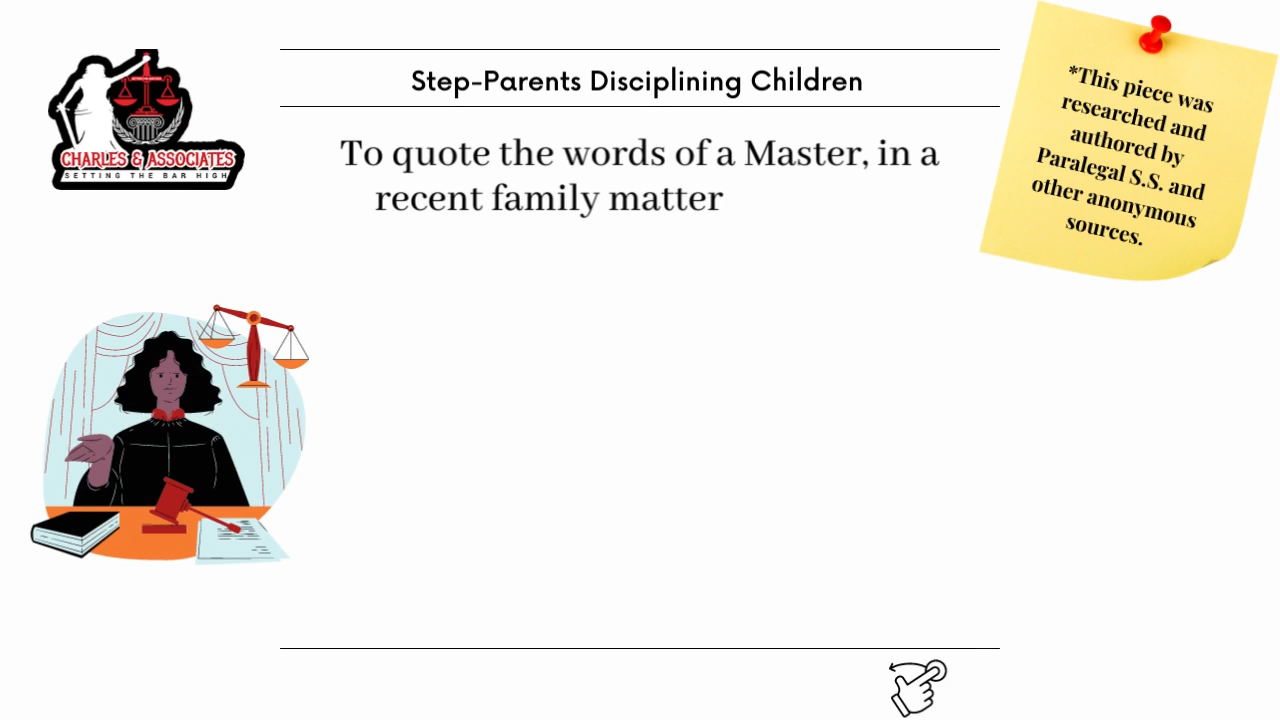 Step-Parents Disciplining Children
To quote the words of a Master, in a
recent family matter
*This piece was
researched and
authored by
Paralegal S.S. and
other anonymous
sources.
CHARLES & ASSOCIATES
SETTING THE BAR HIGH